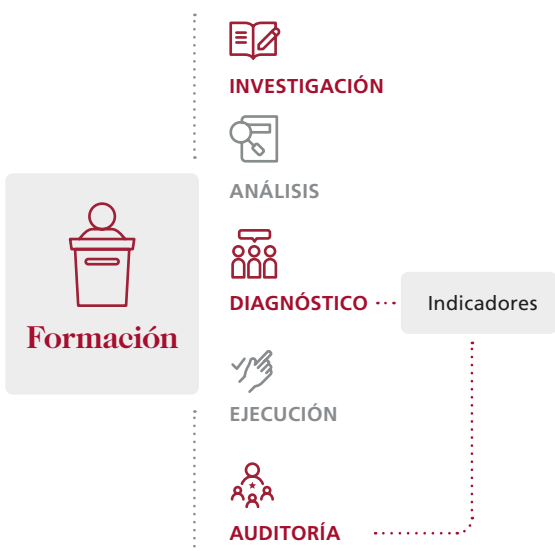 INVESTIGACIÓN
ANÁLISIS
Formación
DIAGNÓSTICO
Indicadores
EJECUCIÓN
AUDITORÍA